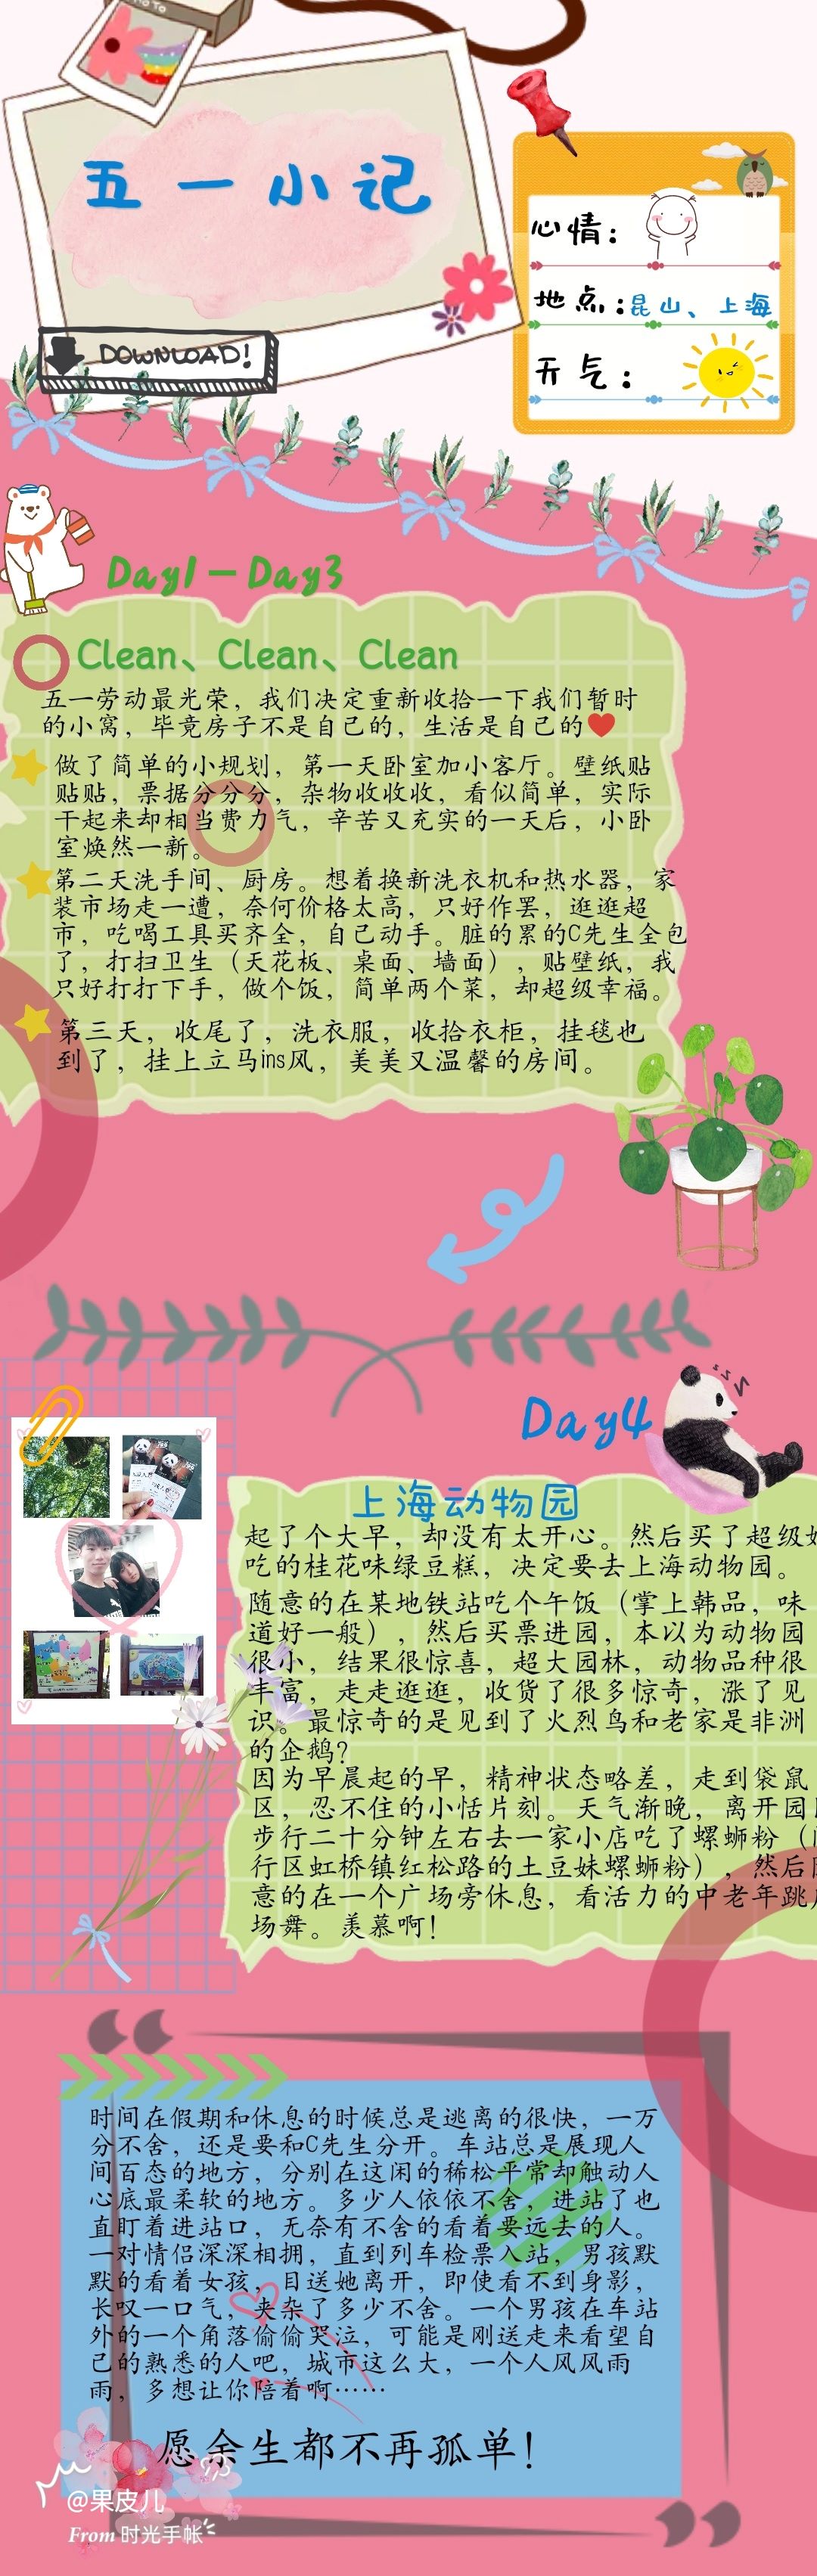 PHOTO
五一小记
DOWNLOAD!
心情：
地点：昆山、上海
天气：
Day1-Day3
Clean、Clean、Clean
五一劳动最光荣，我们决定重新收拾一下我们暂时
的小窝，毕竟房子不是自己的，生活是自己的❤
做了简单的小规划，第一天卧室加小客厅。壁纸贴
贴贴，票据分分分，杂物收收收，看似简单，实际
干起来却相当费力气，辛苦又充实的一天后，小卧
室焕然一新。
第二天洗手间、厨房。想着换新洗衣机和热水器，家
装市场走一遭，奈何价格太高，只好作罢，逛逛超
市，吃喝工具买齐全，自己动手。脏的累的C先生全包
了，打扫卫生（天花板、桌面、墙面），贴壁纸，我
只好打打下手，做个饭，简单两个菜，却超级幸福。
第三天，收尾了，洗衣服，收拾衣柜，挂毯也
到了，挂上立马ins风，美美又温馨的房间。
Day4
上海动物园
起了个大早，却没有太开心。然后买了超级好
吃的桂花味绿豆糕，决定要去上海动物园。
随意的在某地铁站吃个午饭（掌上韩品，味
道好一般），然后买票进园，本以为动物园
很小，结果很惊喜，超大园林，动物品种很
丰富，走走逛逛，收货了很多惊奇，涨了见
识。最惊奇的是见到了火烈鸟和老家是非洲
的企鹅？
因为早晨起的早，精神状态略差，走到袋鼠
区，忍不住的小恬片刻。天气渐晚，离开园
步行二十分钟左右去一家小店吃了螺蛳粉（
行区虹桥镇红松路的土豆妹螺蛳粉），然后
意的在一个广场旁休息，看活力的中老年跳
场舞。羡慕啊！
时间在假期和休息的时候总是逃离的很快，一万
分不舍，还是要和C先生分开。车站总是展现人
间百态的地方，分别在这闲的稀松平常却触动人
心底最柔软的地方。多少人依依不舍，进站了也
直盯着进站口，无奈有不舍的看着要远去的人。
一对情侣深深相拥，直到列车检票入站，男孩默
默的看着女孩，目送她离开，即使看不到身影，
长叹一口气，夹杂了多少不舍。一个男孩在车站
外的一个角落偷偷哭泣，可能是刚送走来看望自
己的熟悉的人吧，城市这么大，一个人风风雨
雨，多想让你陪着啊……
愿余生都不再孤单！
@果皮儿
From 时光手帐